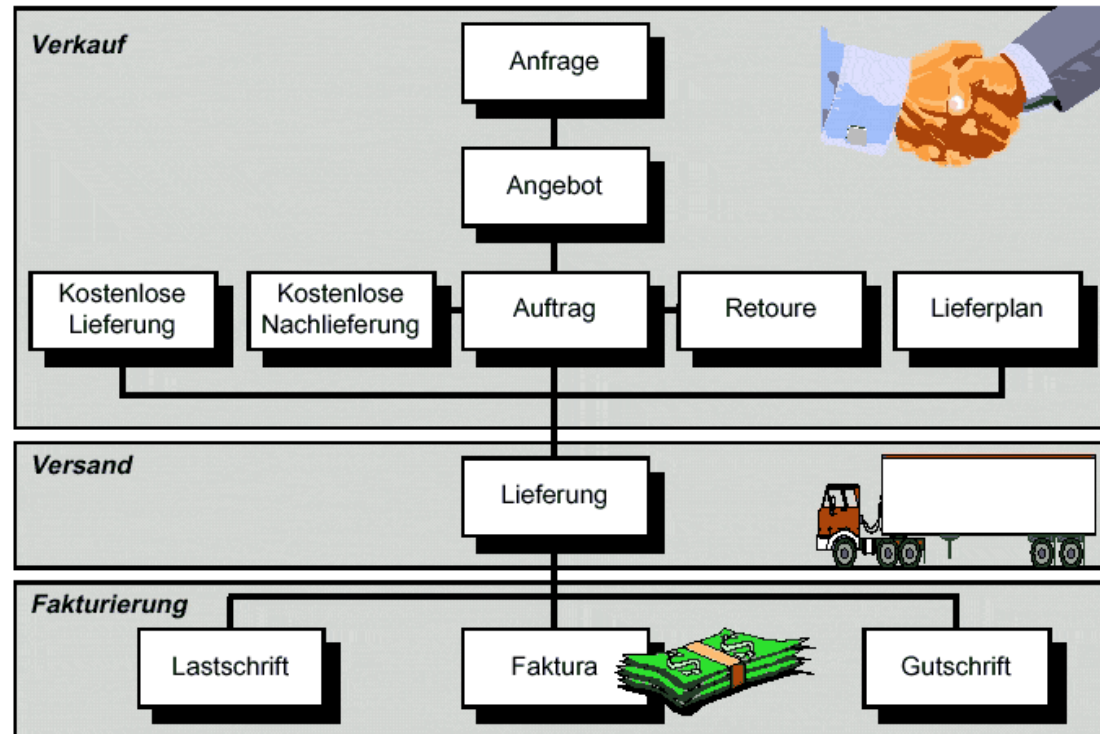 Verkauf
Anfrage
Angebot
Kostenlose
Lieferung
Kostenlose
Nachlieferung
Auftrag
Retoure
Lieferplan
Versand
Lieferung
Fakturierung
Lastschrift
Faktura
Gutschrift